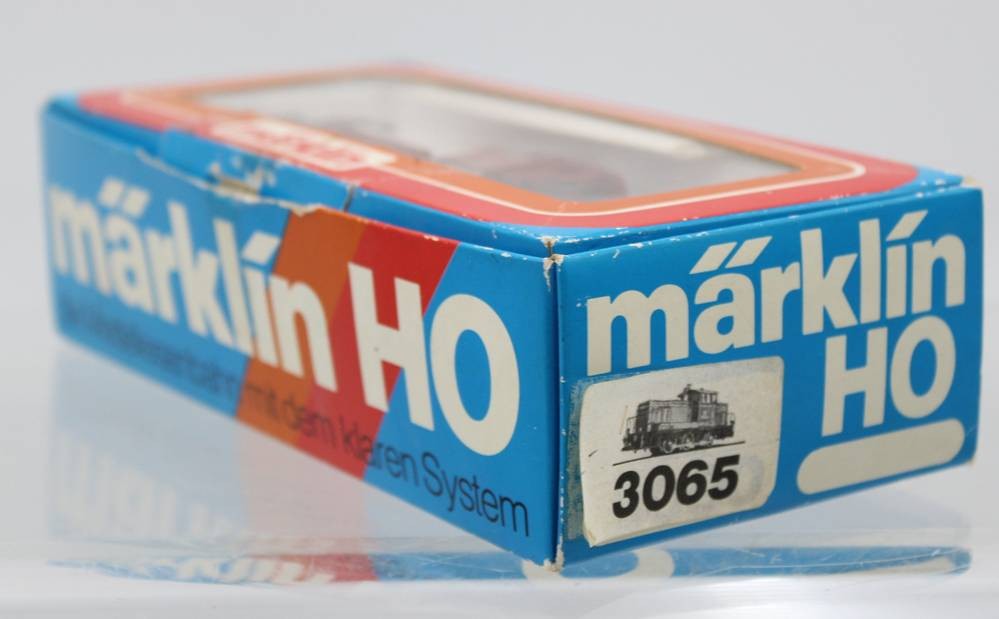 märklin HO
mit dem klaren System
märklin
HO
3065